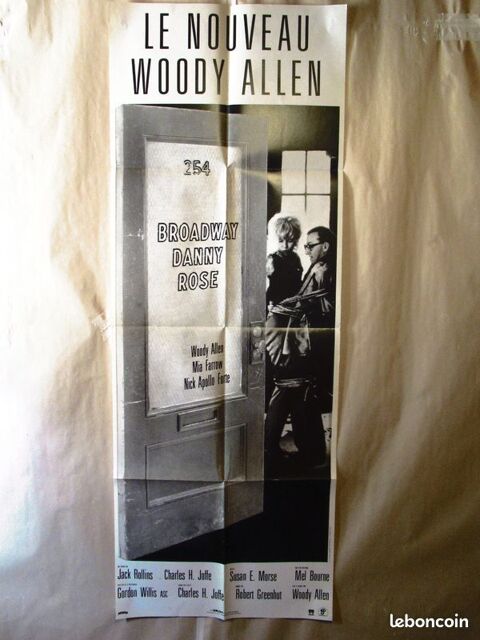 LE NOUVEAU
WOODY ALLEN
254
BROADWAY
DANNY
ROSE
Woody Allen
Mia Farrow
Nick Apollo Forte
Jack Rollins Charles H. Joffe Susan E. Morse Mel Bourne
Gordon Willis ASC Charles H. Joffe Robert Greenhut Woody Allen
leboncoin